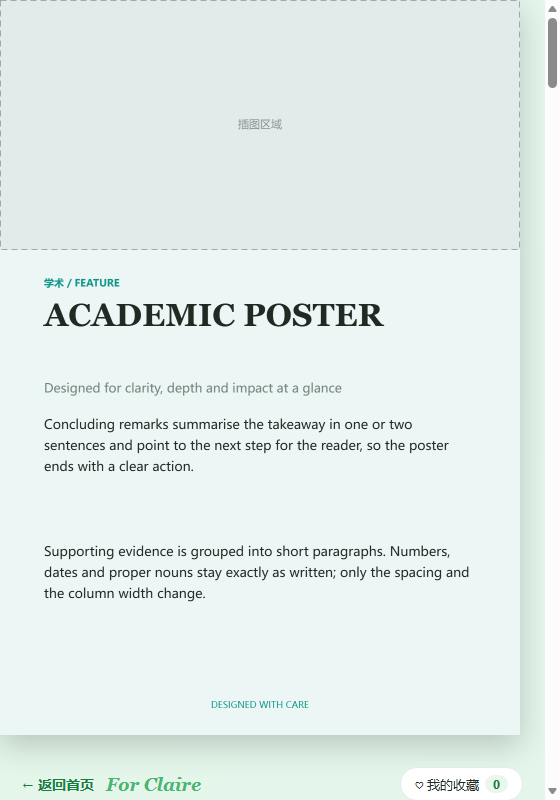 插图区域
学术 / FEATURE
ACADEMIC POSTER
Designed for clarity, depth and impact at a glance
Concluding remarks summarise the takeaway in one or two
sentences and point to the next step for the reader, so the poster
ends with a clear action.
Supporting evidence is grouped into short paragraphs. Numbers,
dates and proper nouns stay exactly as written; only the spacing and
the column width change.
DESIGNED WITH CARE
← 返回首页 For Claire
♡ 我的收藏 0